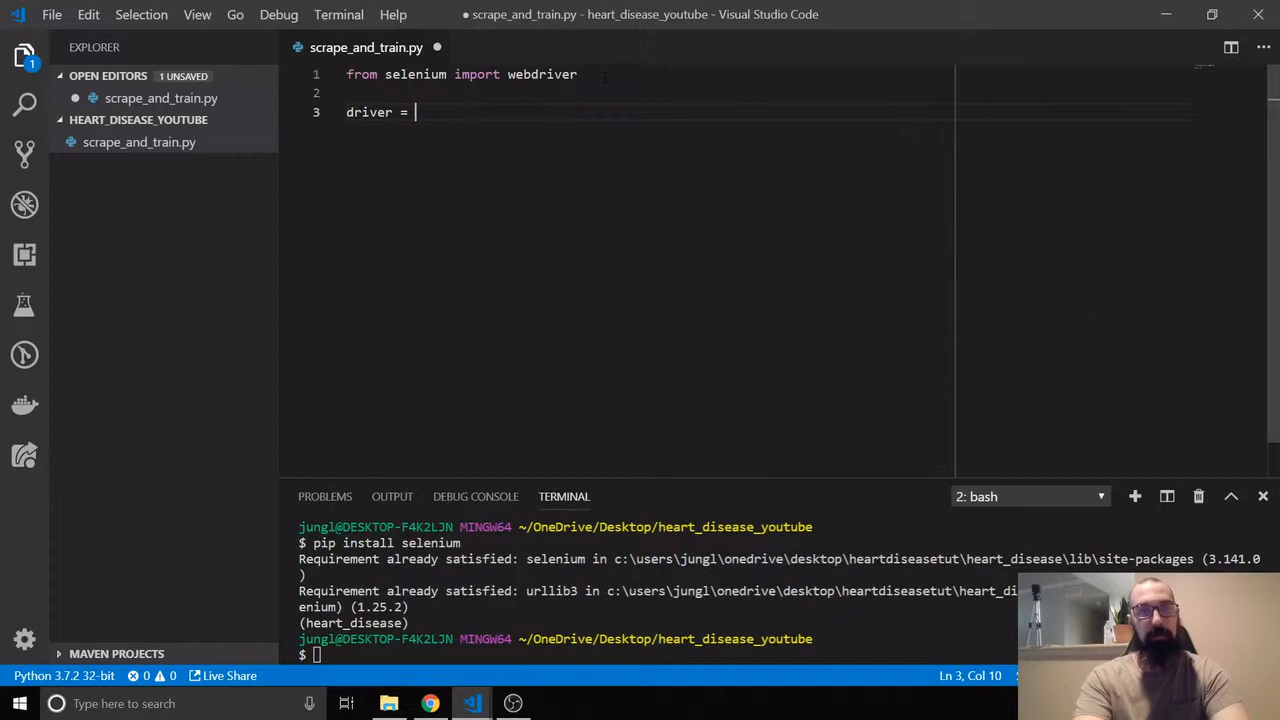 File Edit Selection View Go Debug Terminal Help
● scrape_and_train.py - heart_disease_youtube - Visual Studio Code
1
EXPLORER
OPEN EDITORS 1 UNSAVED
scrape_and_train.py
HEART_DISEASE_YOUTUBE
scrape_and_train.py
MAVEN PROJECTS
scrape_and_train.py
1 from selenium import webdriver
2
3 driver =
PROBLEMS OUTPUT DEBUG CONSOLE TERMINAL 2: bash
jungl@DESKTOP-F4K2LJN MINGW64 ~/OneDrive/Desktop/heart_disease_youtube
$ pip install selenium
Requirement already satisfied: selenium in c:\users\jungl\onedrive\desktop\heartdiseasetut\heart_disease\lib\site-packages (3.141.0
)
Requirement already satisfied: urllib3 in c:\users\jungl\onedrive\desktop\heartdiseasetut\heart_di
enium) (1.25.2)
(heart_disease)
jungl@DESKTOP-F4K2LJN MINGW64 ~/OneDrive/Desktop/heart_disease_youtube
$
Python 3.7.2 32-bit 0 0 Live Share Ln 3, Col 10
Type here to search